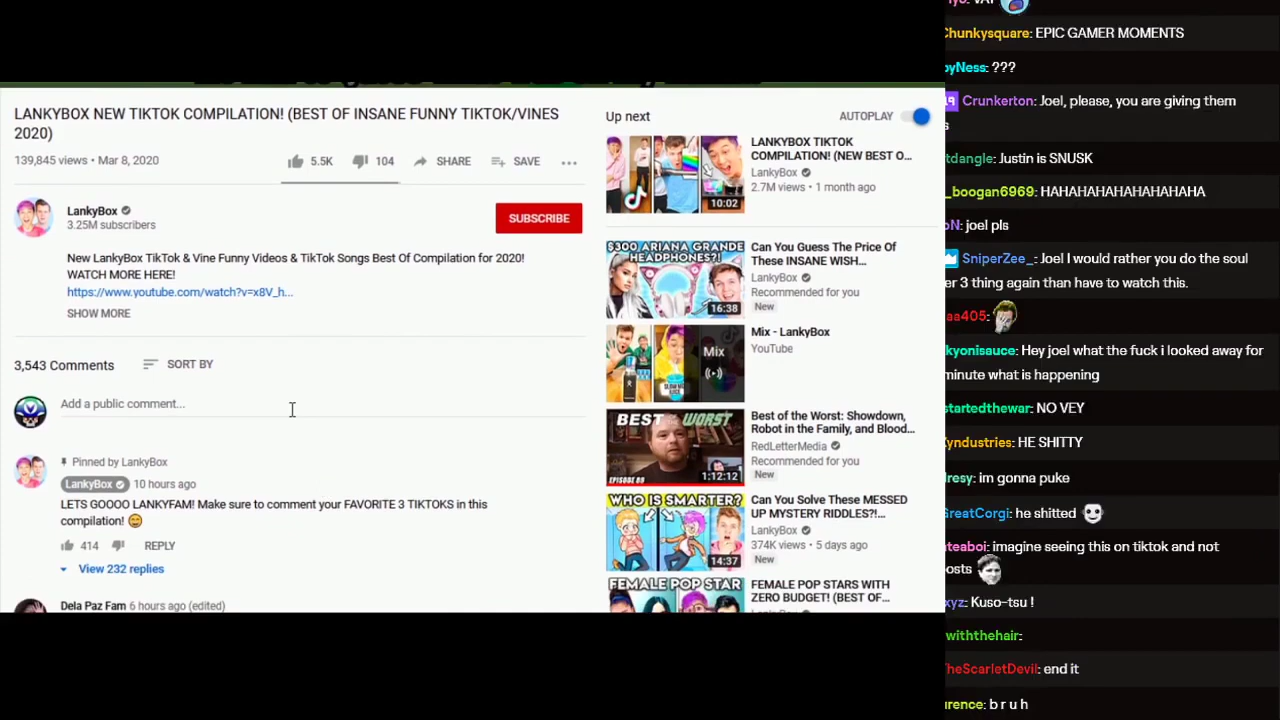 LANKYBOX NEW TIKTOK COMPILATION! (BEST OF INSANE FUNNY TIKTOK/VINES
2020)
139,845 views • Mar 8, 2020
5.5K
104
SHARE
SAVE
LankyBox
3.25M subscribers
SUBSCRIBE
New LankyBox TikTok & Vine Funny Videos & TikTok Songs Best Of Compilation for 2020!
WATCH MORE HERE!
https://www.youtube.com/watch?v=x8V_h...
SHOW MORE
3,543 Comments
SORT BY
Add a public comment...
Pinned by LankyBox
LankyBox 10 hours ago
LETS GOOOO LANKYFAM! Make sure to comment your FAVORITE 3 TIKTOKS in this
compilation!
414
REPLY
View 232 replies
Dela Paz Fam 6 hours ago (edited)
Up next
AUTOPLAY
10:02
LANKYBOX TIKTOK
COMPILATION! (NEW BEST O...
LankyBox
2.7M views • 1 month ago
$300 ARIANA GRANDE
HEADPHONES?!
16:38
Can You Guess The Price Of
These INSANE WISH...
LankyBox
Recommended for you
New
Mix
Mix - LankyBox
YouTube
BEST OF THE WORST
EPISODE 89
1:12:12
Best of the Worst: Showdown,
Robot in the Family, and Blood...
RedLetterMedia
Recommended for you
New
WHO IS SMARTER?
14:37
Can You Solve These MESSED
UP MYSTERY RIDDLES?!...
LankyBox
374K views • 5 days ago
New
FEMALE POP STAR
FEMALE POP STARS WITH
ZERO BUDGET! (BEST OF...
Chunkysquare: EPIC GAMER MOMENTS
oyNess: ???
Crunkerton: Joel, please, you are giving them
s
tdangle: Justin is SNUSK
_boogan6969: HAHAHAHAHAHAHAHA
oN: joel pls
SniperZee_: Joel I would rather you do the soul
er 3 thing again than have to watch this.
aa405:
kyonisauce: Hey joel what the fuck i looked away for
minute what is happening
startedthewar: NO VEY
Zyndustries: HE SHITTY
dresy: im gonna puke
GreatCorgi: he shitted
teaboi: imagine seeing this on tiktok and not
osts
xyz: Kuso-tsu !
withthehair:
TheScarletDevil: end it
urence: b r u h